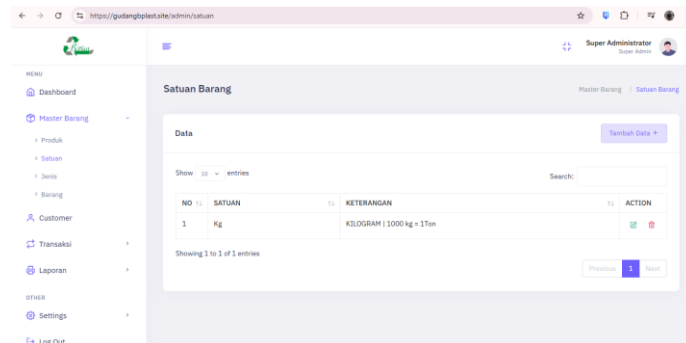 https://gudangbplast.site/admin/satuan
Super Administrator
Super Admin
MENU
Dashboard
Master Barang
Produk
Satuan
Jenis
Barang
Customer
Transaksi
Laporan
OTHER
Settings
Log Out
Satuan Barang
Master Barang / Satuan Barang
Data
Tambah Data +
Show 10 entries
Search:
NO SATUAN KETERANGAN ACTION
1 Kg KILOGRAM | 1000 kg = 1Ton
Showing 1 to 1 of 1 entries
Previous 1 Next